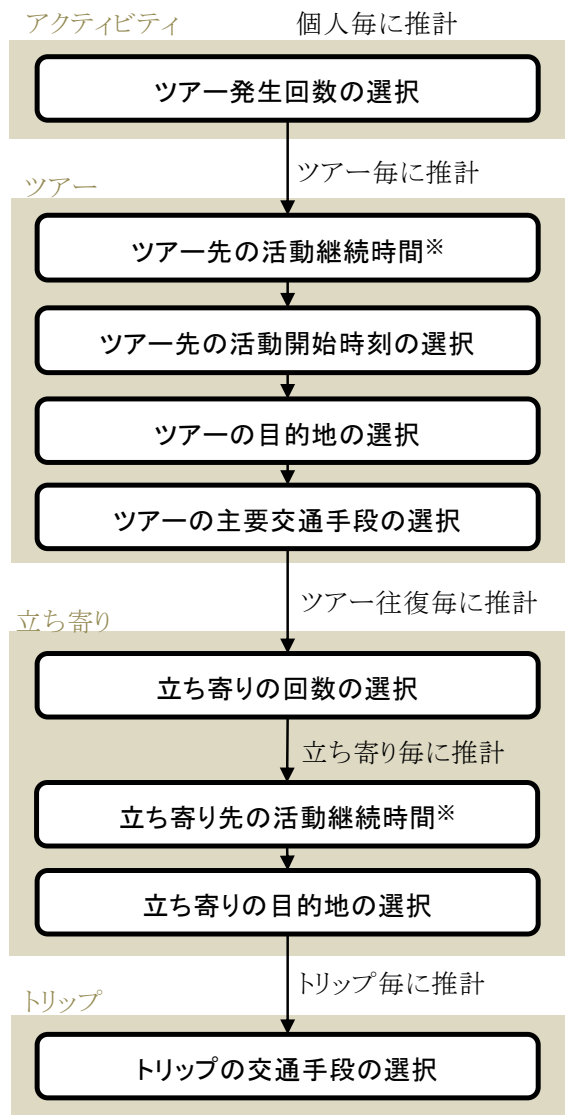 アクティビティ
個人毎に推計
ツアー発生回数の選択
ツアー毎に推計
ツアー
ツアー先の活動継続時間※
ツアー先の活動開始時刻の選択
ツアーの目的地の選択
ツアーの主要交通手段の選択
ツアー往復毎に推計
立ち寄り
立ち寄りの回数の選択
立ち寄り毎に推計
立ち寄り先の活動継続時間※
立ち寄りの目的地の選択
トリップ毎に推計
トリップ
トリップの交通手段の選択